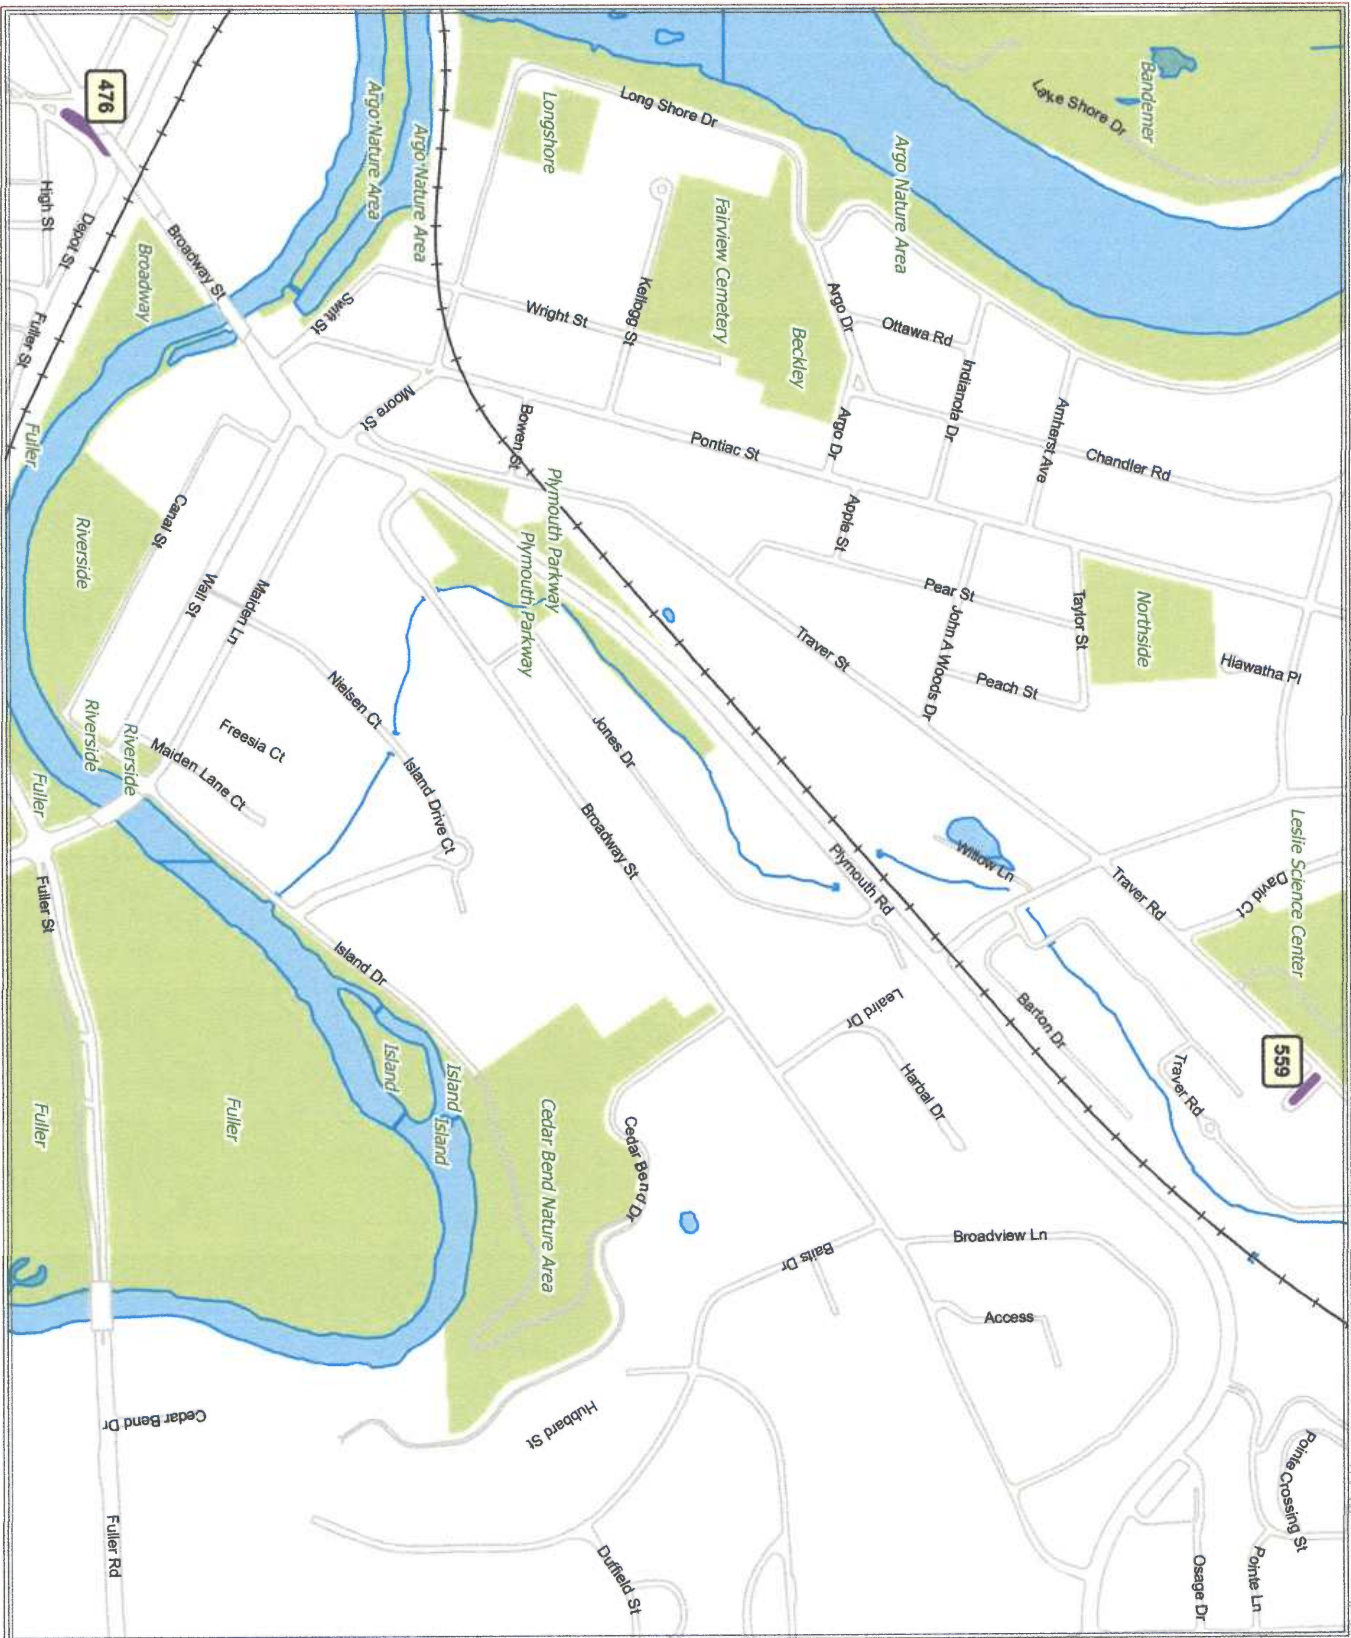 Bandemer
Lake Shore Dr
476
Argo Nature Area
Argo Nature Area
Longshore
Long Shore Dr
Argo Nature Area
High St
Depot St
Broadway
Broadway St
Fairview Cemetery
Kellogg St
Wright St
Swift St
Argo Dr
Ottawa Rd
Beckley
Fuller St
Indianola Dr
Amherst Ave
Chandler Rd
Moore St
Bowen St
Pontiac St
Argo Dr
Fuller
Canal St
Riverside
Plymouth Parkway
Plymouth Parkway
Apple St
Pear St
Taylor St
Northside
Hiawatha Pl
Wall St
Maiden Ln
Traver St
John A Woods Dr
Peach St
Nielsen Ct
Freesia Ct
Riverside
Riverside
Maiden Lane Ct
Island Drive Ct
Jones Dr
Broadway St
Fuller
Fuller St
Plymouth Rd
Willow Ln
Traver Rd
David Ct
Leslie Science Center
Island Dr
Leaird Dr
Barton Dr
Harbal Dr
Traver Rd
559
Island
Island
Island
Fuller
Fuller
Cedar Bend Nature Area
Cedar Bend Dr
Baits Dr
Broadview Ln
Access
Cedar Bend Dr
Hubbard St
Pointe Crossing St
Fuller Rd
Duffield St
Osage Dr
Pointe Ln